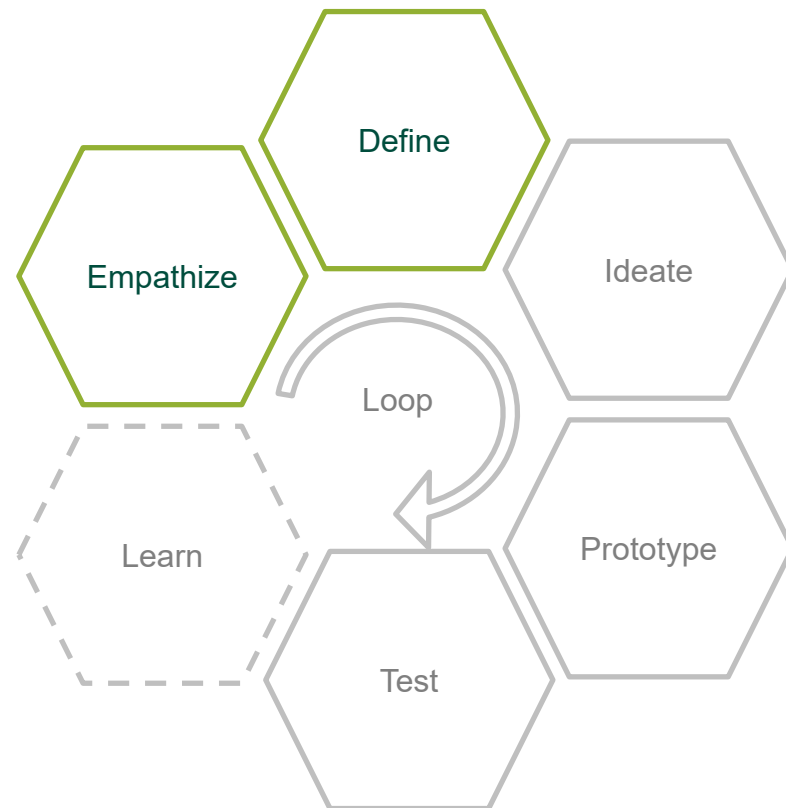 Define
Empathize
Ideate
Loop
Learn
Prototype
Test